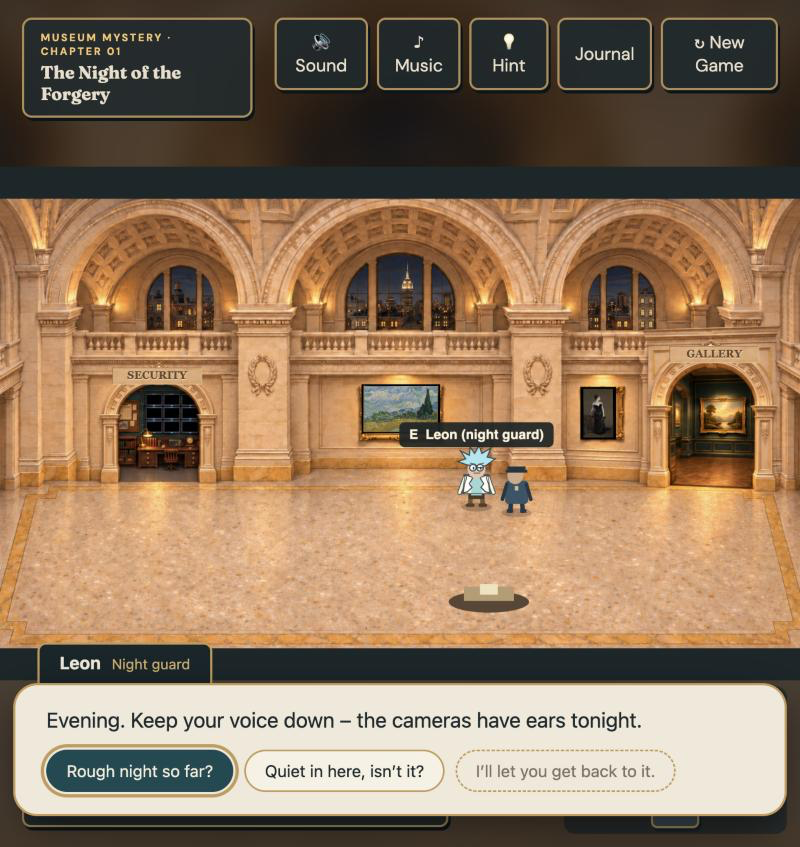 MUSEUM MYSTERY ·
CHAPTER 01
The Night of the
Forgery
Sound
Music
Hint
Journal
↻ New
Game
SECURITY
GALLERY
E Leon (night guard)
Leon Night guard
Evening. Keep your voice down – the cameras have ears tonight.
Rough night so far?
Quiet in here, isn’t it?
I’ll let you get back to it.